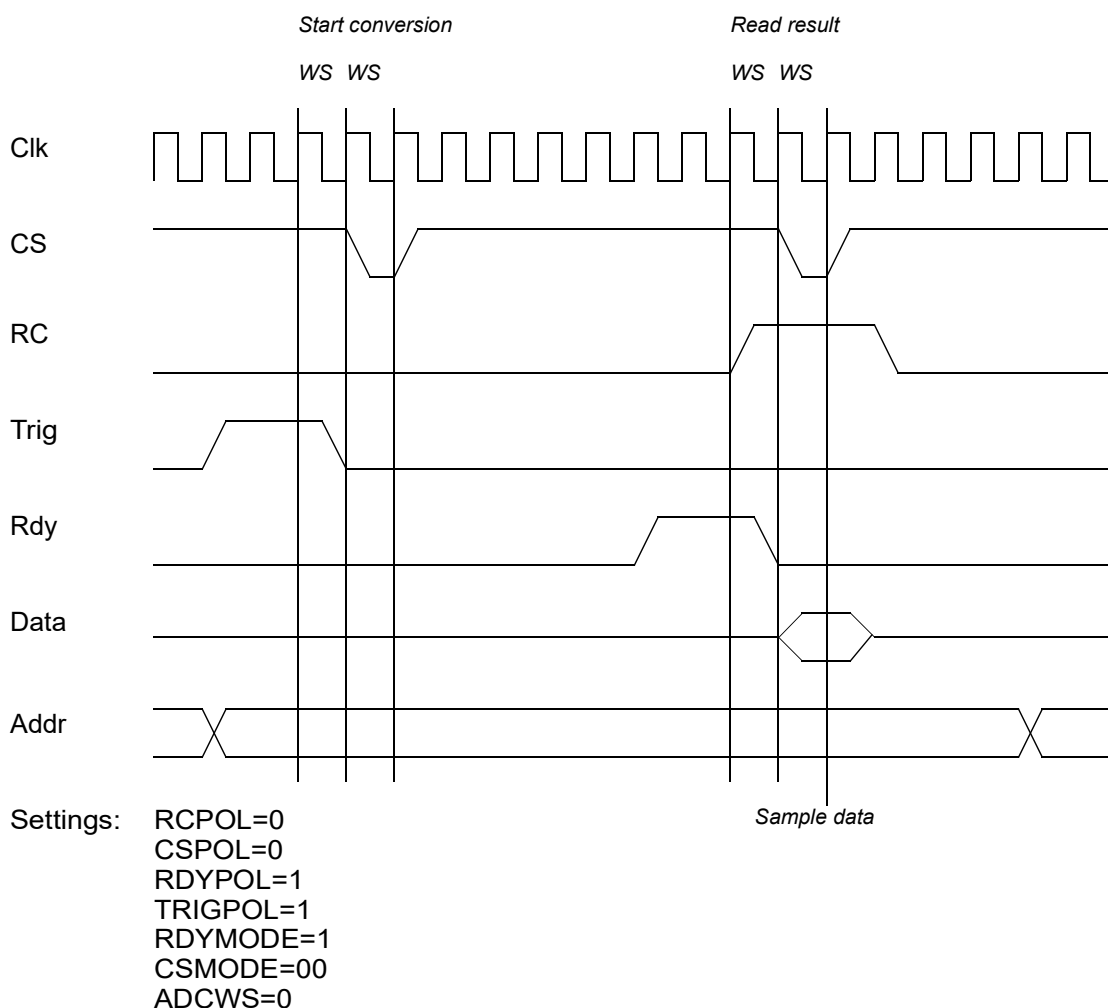 Start conversion Read result
WS WS WS WS
Clk
CS
RC
Trig
Rdy
Data
Addr
Sample data
Settings: RCPOL=0
CSPOL=0
RDYPOL=1
TRIGPOL=1
RDYMODE=1
CSMODE=00
ADCWS=0